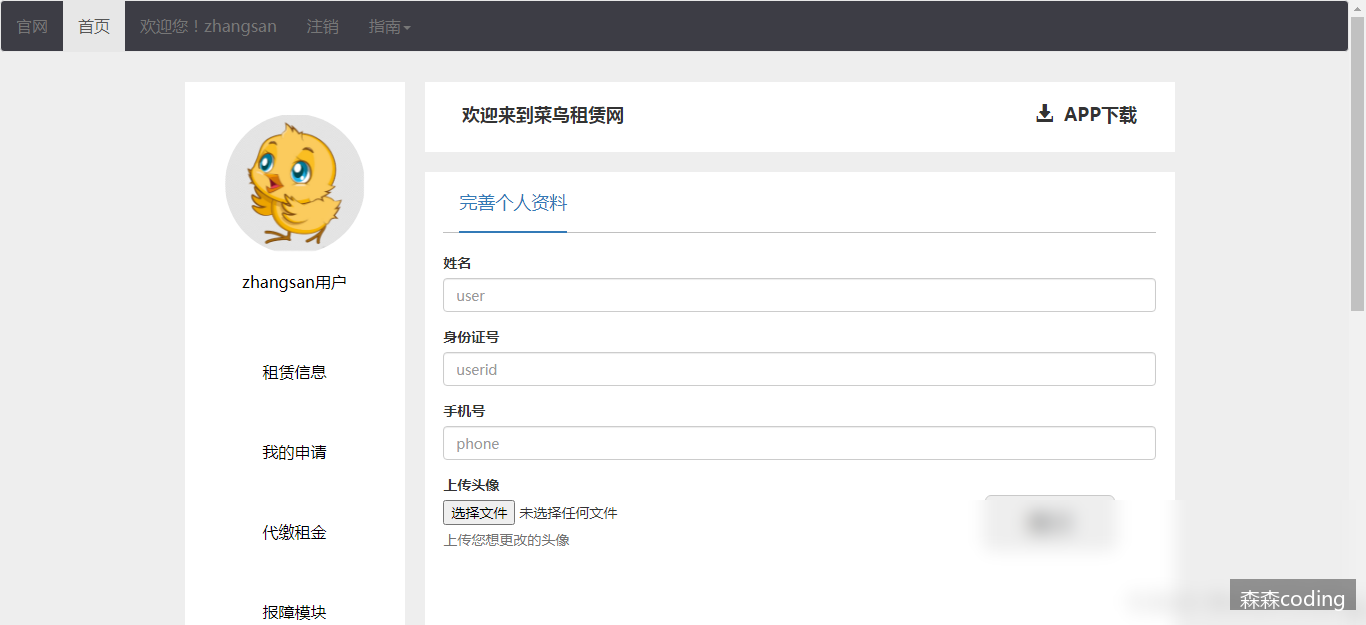 官网 首页 欢迎您！zhangsan 注销 指南
欢迎来到菜鸟租赁网 APP下载
zhangsan用户
租赁信息
我的申请
代缴租金
报障模块
完善个人资料
姓名
user
身份证号
userid
手机号
phone
上传头像
选择文件 未选择任何文件
上传您想更改的头像
森森coding